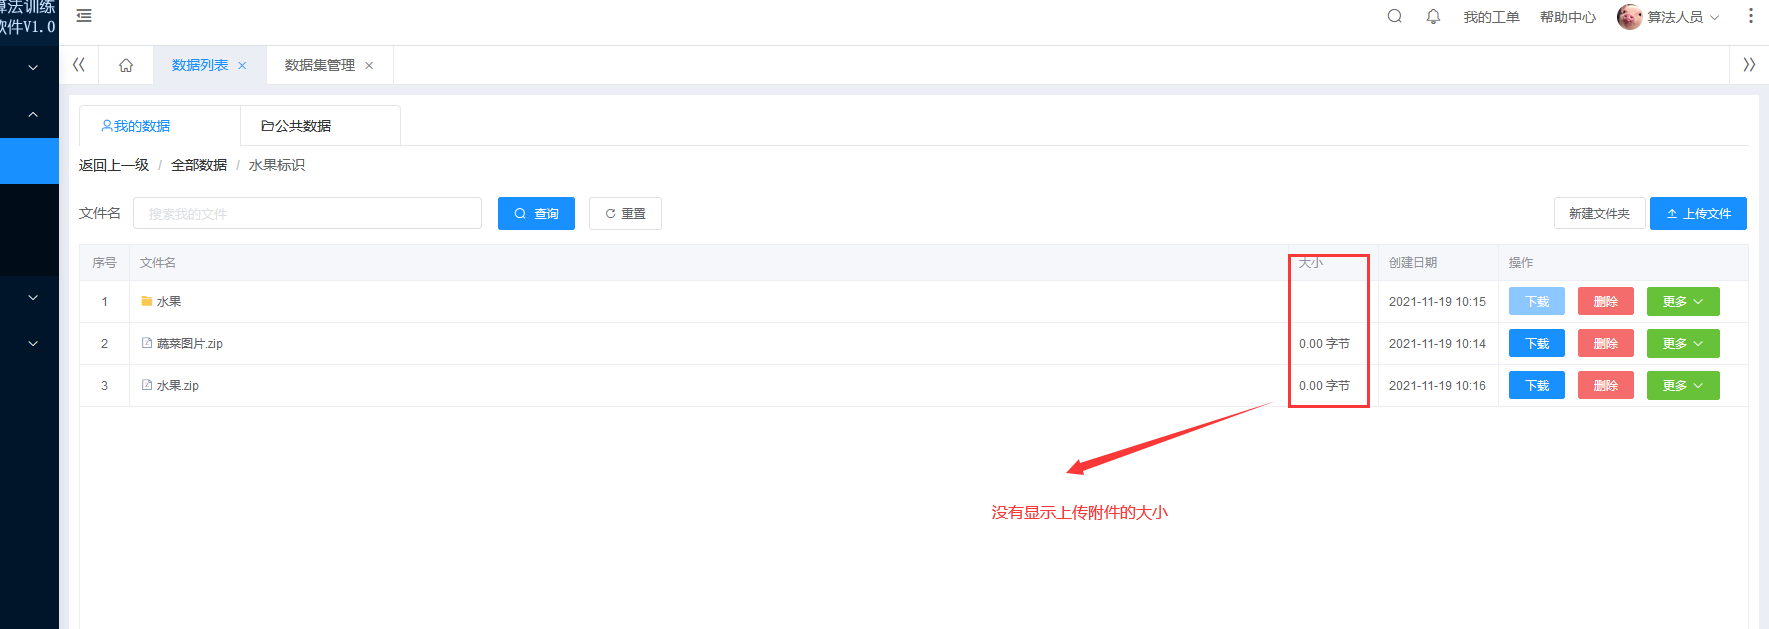 算法训练
软件V1.0
我的工单 帮助中心 算法人员
数据列表 数据集管理
我的数据 公共数据
返回上一级 / 全部数据 / 水果标识
文件名 搜索我的文件 查询 重置 新建文件夹 上传文件
序号 文件名 大小 创建日期 操作
1 水果 2021-11-19 10:15 下载 删除 更多
2 蔬菜图片.zip 0.00 字节 2021-11-19 10:14 下载 删除 更多
3 水果.zip 0.00 字节 2021-11-19 10:16 下载 删除 更多
没有显示上传附件的大小